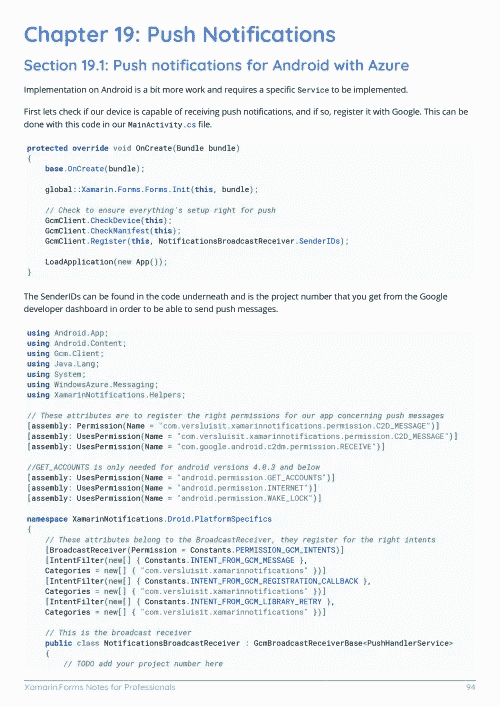 Chapter 19: Push Notifications
Section 19.1: Push notifications for Android with Azure
Implementation on Android is a bit more work and requires a specific Service to be implemented.
First lets check if our device is capable of receiving push notifications, and if so, register it with Google. This can be
done with this code in our MainActivity.cs file.
protected override void OnCreate(Bundle bundle)
{
    base.OnCreate(bundle);
    global::Xamarin.Forms.Forms.Init(this, bundle);
    // Check to ensure everything's setup right for push
    GcmClient.CheckDevice(this);
    GcmClient.CheckManifest(this);
    GcmClient.Register(this, NotificationsBroadcastReceiver.SenderIDs);
    LoadApplication(new App());
}
The SenderIDs can be found in the code underneath and is the project number that you get from the Google
developer dashboard in order to be able to send push messages.
using Android.App;
using Android.Content;
using Gcm.Client;
using Java.Lang;
using System;
using WindowsAzure.Messaging;
using XamarinNotifications.Helpers;
// These attributes are to register the right permissions for our app concerning push messages
[assembly: Permission(Name = "com.versluisit.xamarinnotifications.permission.C2D_MESSAGE")]
[assembly: UsesPermission(Name = "com.versluisit.xamarinnotifications.permission.C2D_MESSAGE")]
[assembly: UsesPermission(Name = "com.google.android.c2dm.permission.RECEIVE")]
//GET_ACCOUNTS is only needed for android versions 4.0.3 and below
[assembly: UsesPermission(Name = "android.permission.GET_ACCOUNTS")]
[assembly: UsesPermission(Name = "android.permission.INTERNET")]
[assembly: UsesPermission(Name = "android.permission.WAKE_LOCK")]
namespace XamarinNotifications.Droid.PlatformSpecifics
{
    // These attributes belong to the BroadcastReceiver, they register for the right intents
    [BroadcastReceiver(Permission = Constants.PERMISSION_GCM_INTENTS)]
    [IntentFilter(new[] { Constants.INTENT_FROM_GCM_MESSAGE },
    Categories = new[] { "com.versluisit.xamarinnotifications" })]
    [IntentFilter(new[] { Constants.INTENT_FROM_GCM_REGISTRATION_CALLBACK },
    Categories = new[] { "com.versluisit.xamarinnotifications" })]
    [IntentFilter(new[] { Constants.INTENT_FROM_GCM_LIBRARY_RETRY },
    Categories = new[] { "com.versluisit.xamarinnotifications" })]
    // This is the broadcast receiver
    public class NotificationsBroadcastReceiver : GcmBroadcastReceiverBase<PushHandlerService>
    {
        // TODO add your project number here
Xamarin.Forms Notes for Professionals 94